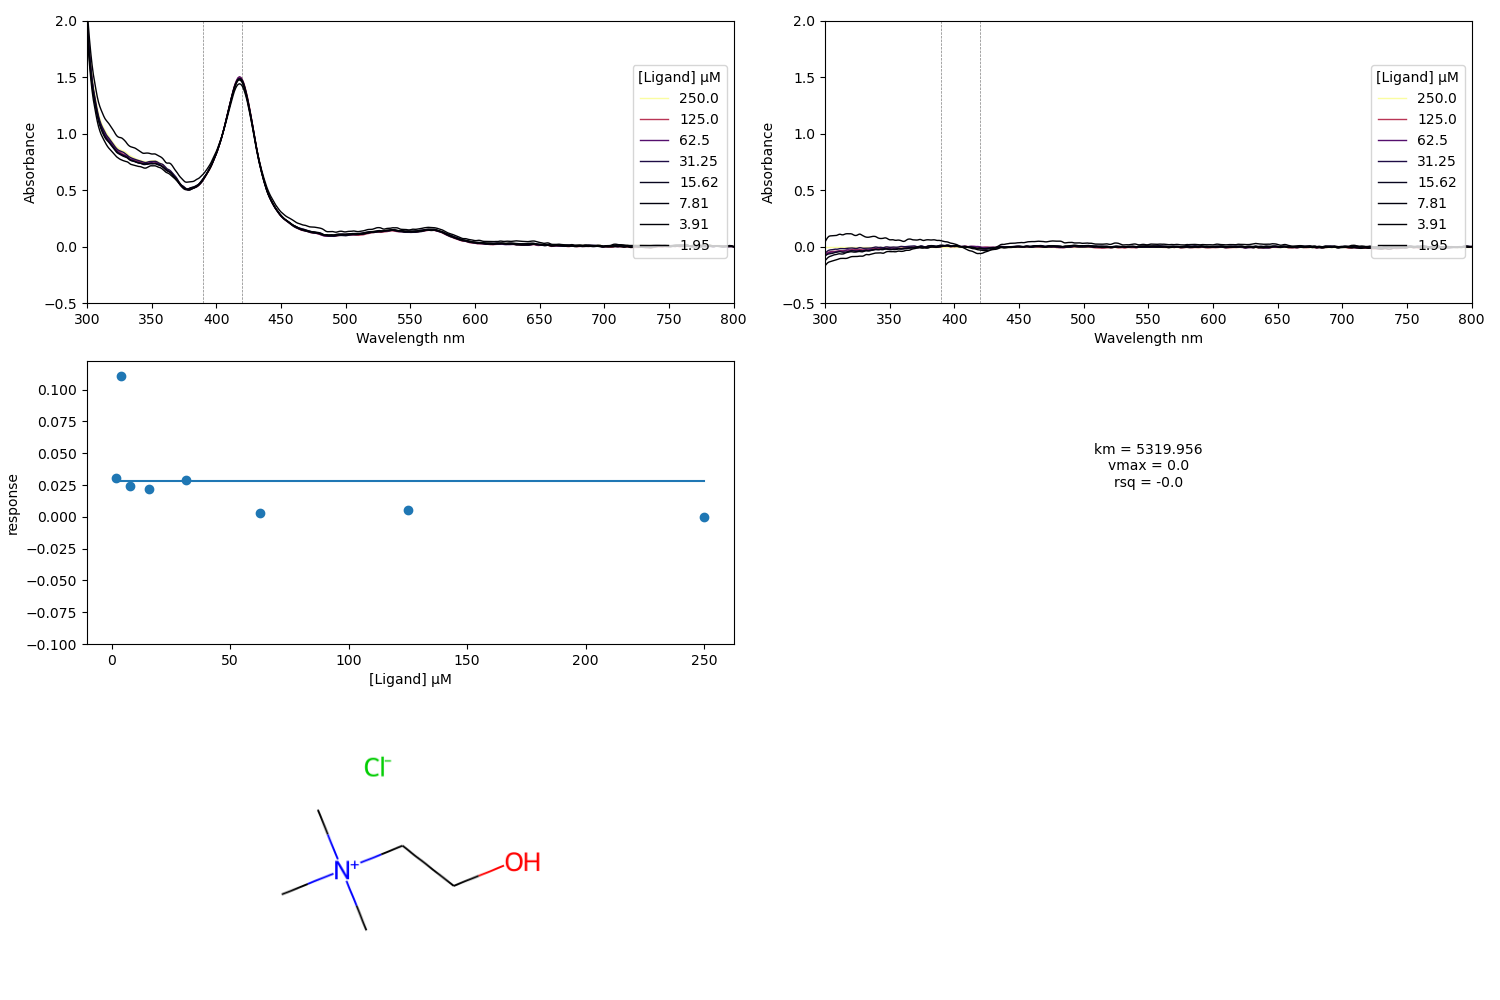 2.0
1.5
1.0
0.5
0.0
−0.5
Absorbance
300 350 400 450 500 550 600 650 700 750 800
Wavelength nm
[Ligand] µM
250.0
125.0
62.5
31.25
15.62
7.81
3.91
1.95
2.0
1.5
1.0
0.5
0.0
−0.5
Absorbance
300 350 400 450 500 550 600 650 700 750 800
Wavelength nm
[Ligand] µM
250.0
125.0
62.5
31.25
15.62
7.81
3.91
1.95
0.100
0.075
0.050
0.025
0.000
−0.025
−0.050
−0.075
−0.100
response
0 50 100 150 200 250
[Ligand] µM
km = 5319.956
vmax = 0.0
rsq = -0.0
Cl⁻
N⁺
OH